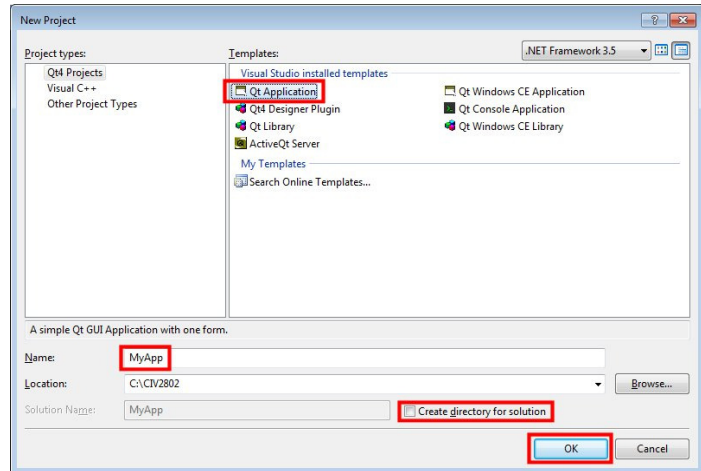 New Project
Project types:
Templates:
.NET Framework 3.5
Qt4 Projects
Visual C++
Other Project Types
Visual Studio installed templates
Qt Application
Qt Windows CE Application
Qt4 Designer Plugin
Qt Console Application
Qt Library
Qt Windows CE Library
ActiveQt Server
My Templates
Search Online Templates...
A simple Qt GUI Application with one form.
Name:
MyApp
Location:
C:\CIV2802
Browse...
Solution Name:
MyApp
Create directory for solution
OK
Cancel